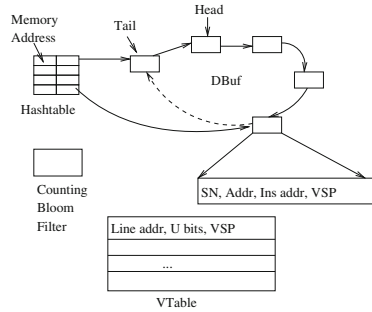 Memory
Address
Tail
Head
DBuf
Hashtable
Counting
Bloom
Filter
SN, Addr, Ins addr, VSP
Line addr, U bits, VSP
...
VTable